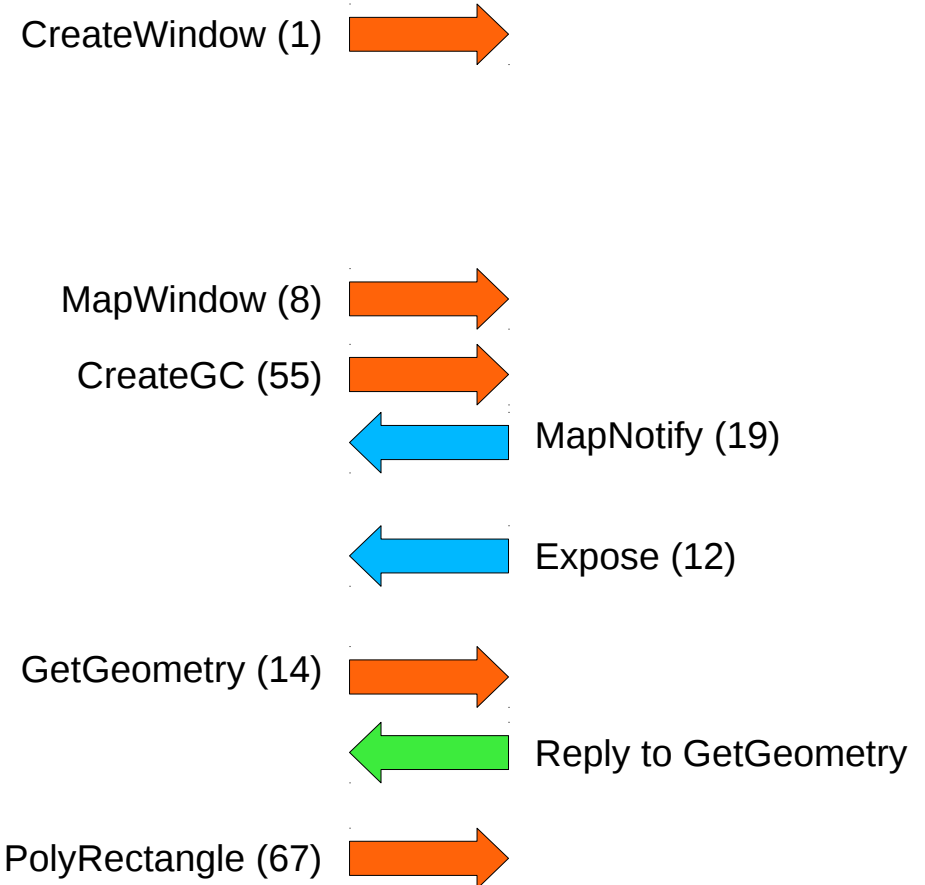 CreateWindow (1)
MapWindow (8)
CreateGC (55)
MapNotify (19)
Expose (12)
GetGeometry (14)
Reply to GetGeometry
PolyRectangle (67)